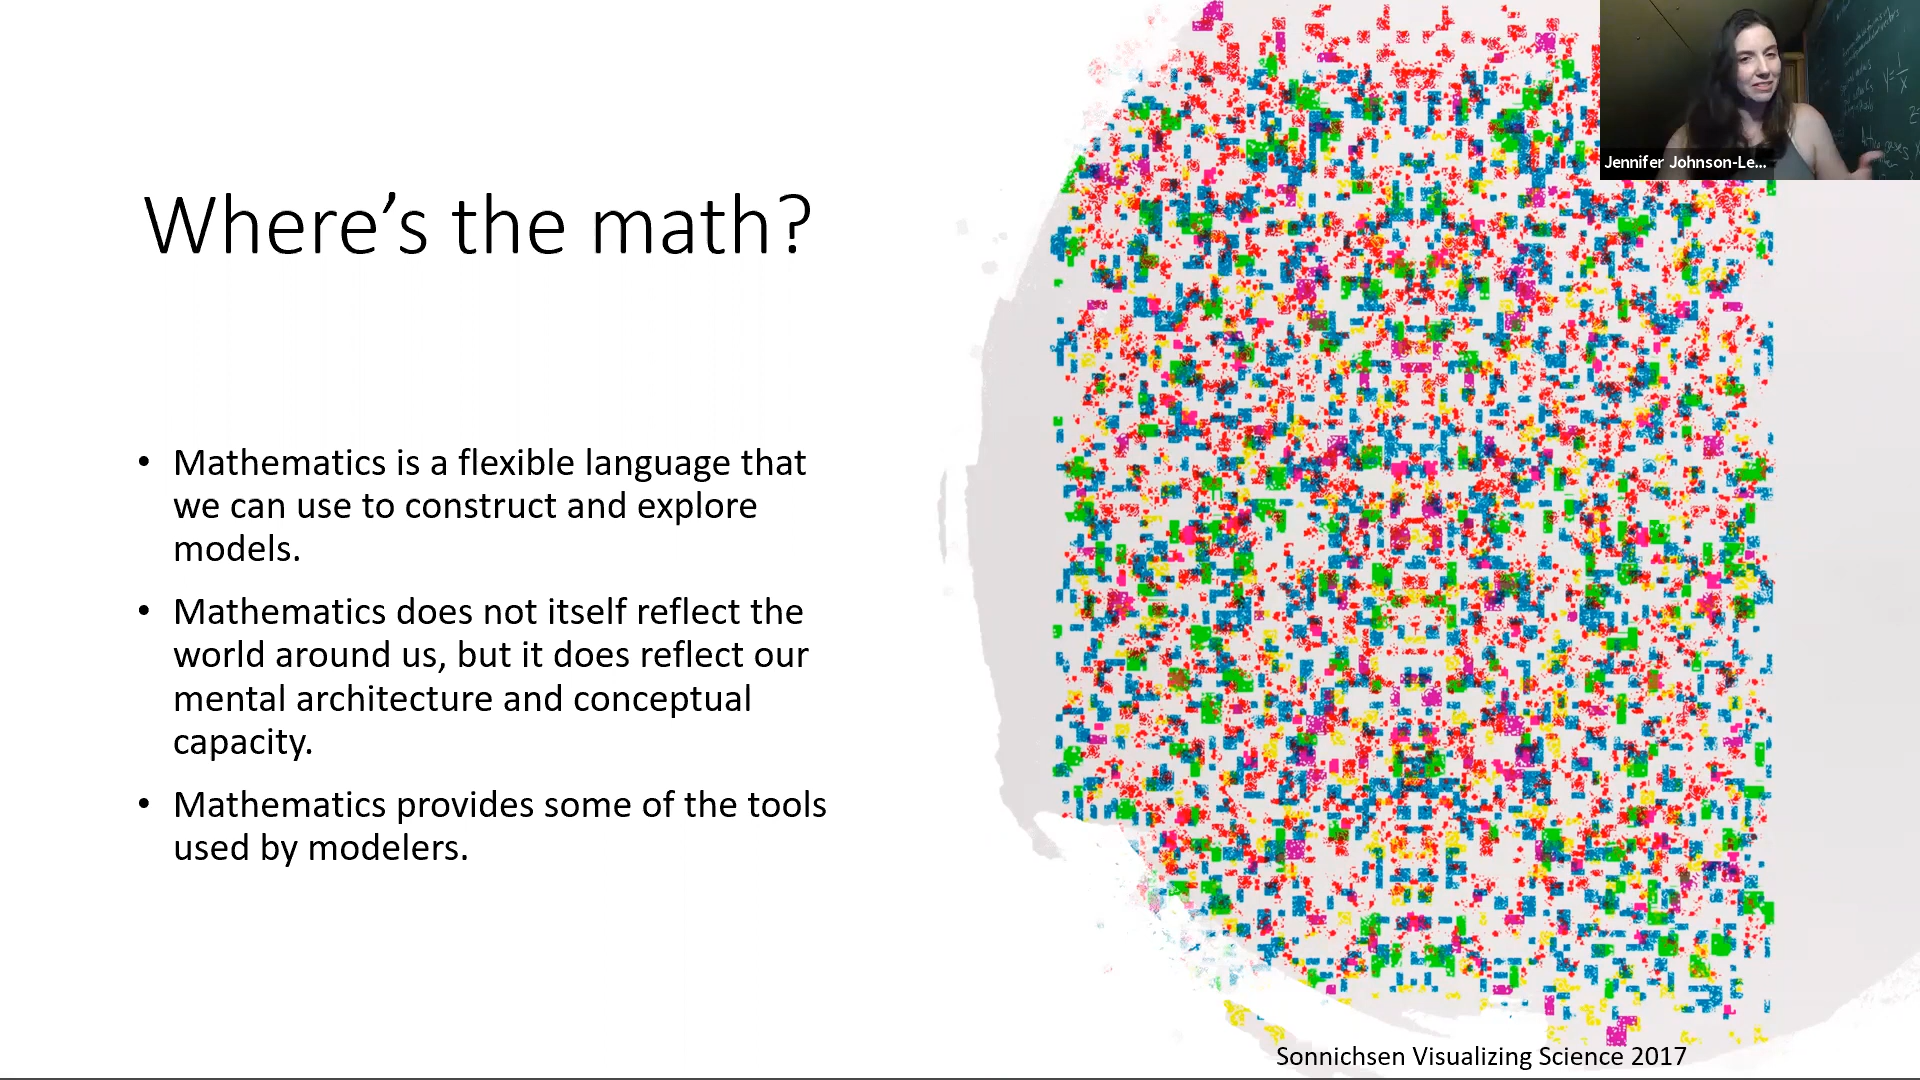 Where’s the math?
• Mathematics is a flexible language that
we can use to construct and explore
models.
• Mathematics does not itself reflect the
world around us, but it does reflect our
mental architecture and conceptual
capacity.
• Mathematics provides some of the tools
used by modelers.
Jennifer Johnson-Le...
Y=1/X
Sonnichsen Visualizing Science 2017